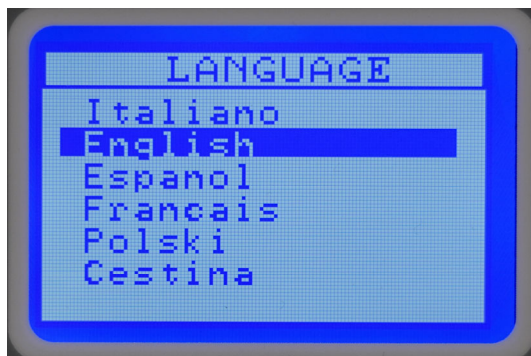 LANGUAGE
Italiano
English
Espanol
Francais
Polski
Cestina